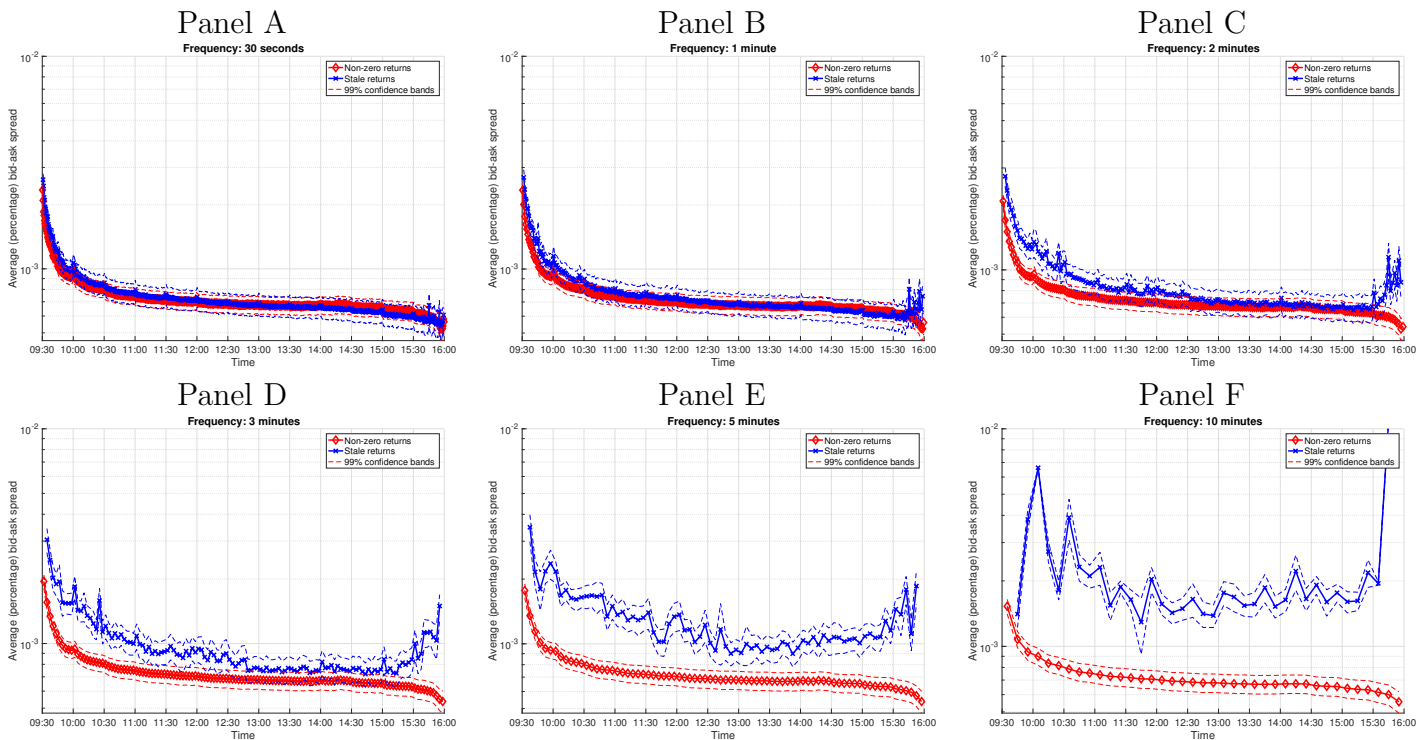 Panel A
Frequency: 30 seconds
Average (percentage) bid-ask spread
10^-2
10^-3
Non-zero returns
Stale returns
99% confidence bands
09:30 10:00 10:30 11:00 11:30 12:00 12:30 13:00 13:30 14:00 14:30 15:00 15:30 16:00
Time
Panel B
Frequency: 1 minute
Average (percentage) bid-ask spread
10^-2
10^-3
Non-zero returns
Stale returns
99% confidence bands
09:30 10:00 10:30 11:00 11:30 12:00 12:30 13:00 13:30 14:00 14:30 15:00 15:30 16:00
Time
Panel C
Frequency: 2 minutes
Average (percentage) bid-ask spread
10^-2
10^-3
Non-zero returns
Stale returns
99% confidence bands
09:30 10:00 10:30 11:00 11:30 12:00 12:30 13:00 13:30 14:00 14:30 15:00 15:30 16:00
Time
Panel D
Frequency: 3 minutes
Average (percentage) bid-ask spread
10^-2
10^-3
Non-zero returns
Stale returns
99% confidence bands
09:30 10:00 10:30 11:00 11:30 12:00 12:30 13:00 13:30 14:00 14:30 15:00 15:30 16:00
Time
Panel E
Frequency: 5 minutes
Average (percentage) bid-ask spread
10^-2
10^-3
Non-zero returns
Stale returns
99% confidence bands
09:30 10:00 10:30 11:00 11:30 12:00 12:30 13:00 13:30 14:00 14:30 15:00 15:30 16:00
Time
Panel F
Frequency: 10 minutes
Average (percentage) bid-ask spread
10^-2
10^-3
Non-zero returns
Stale returns
99% confidence bands
09:30 10:00 10:30 11:00 11:30 12:00 12:30 13:00 13:30 14:00 14:30 15:00 15:30 16:00
Time